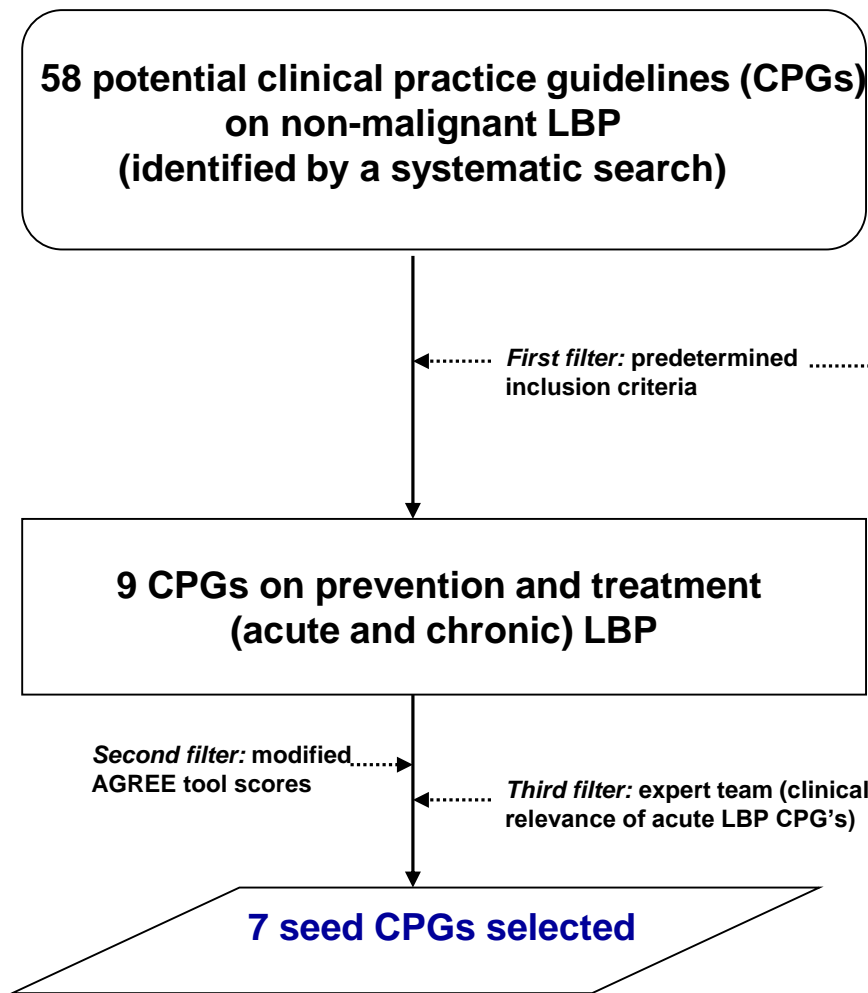 58 potential clinical practice guidelines (CPGs)
on non-malignant LBP
(identified by a systematic search)
First filter: predetermined
inclusion criteria
9 CPGs on prevention and treatment
(acute and chronic) LBP
Second filter: modified
AGREE tool scores
Third filter: expert team (clinical
relevance of acute LBP CPG's)
7 seed CPGs selected